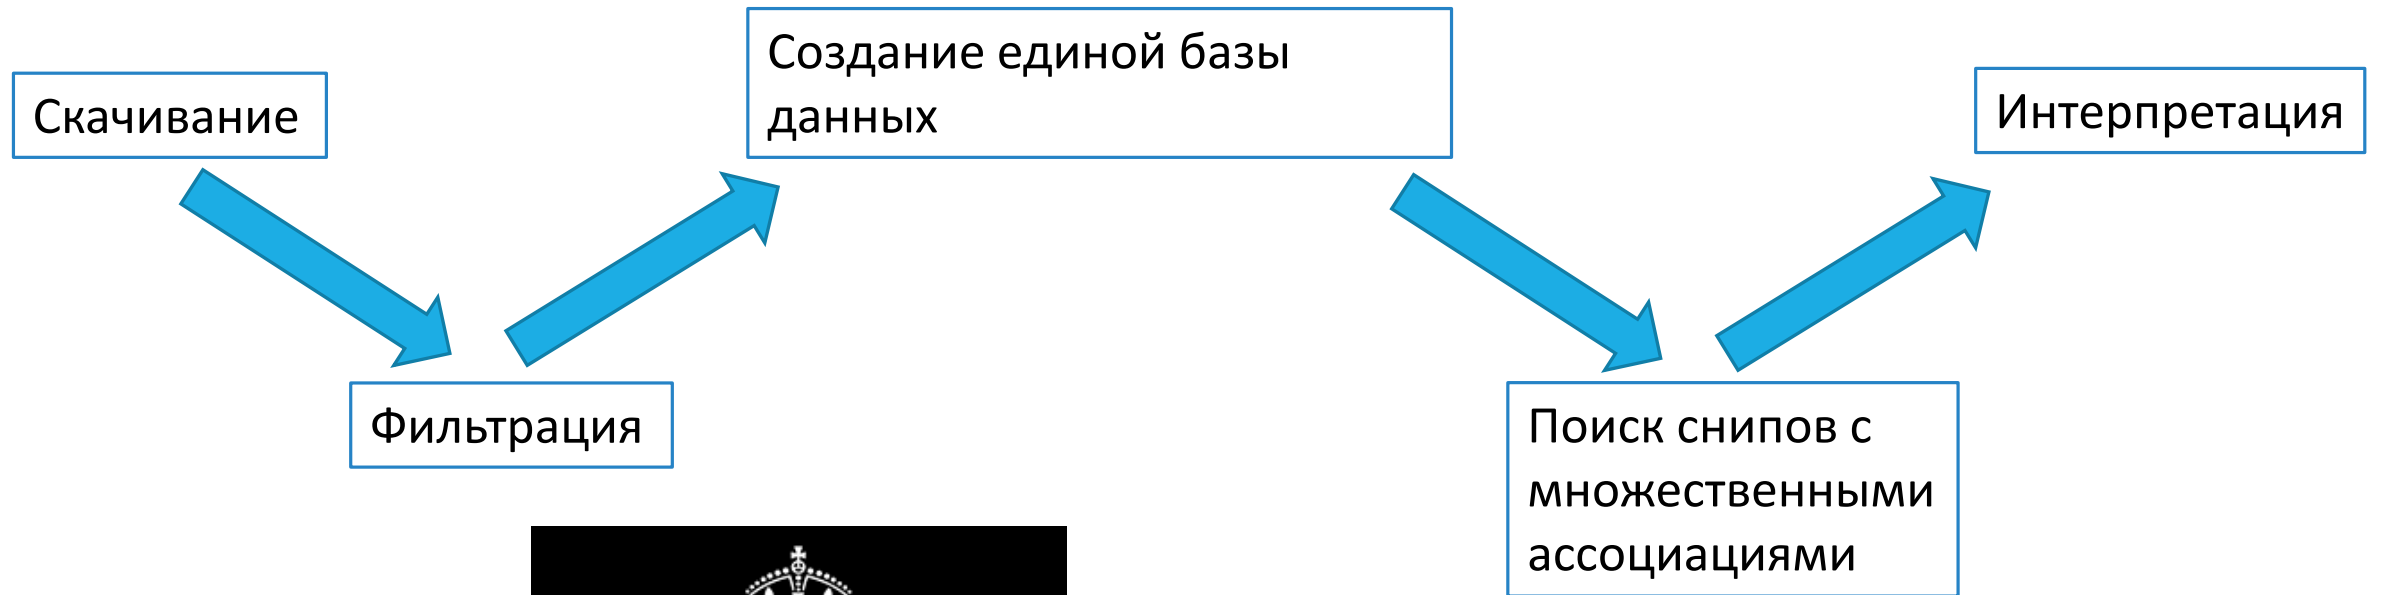 Скачивание
Фильтрация
Создание единой базы
данных
Поиск снипов с
множественными
ассоциациями
Интерпретация